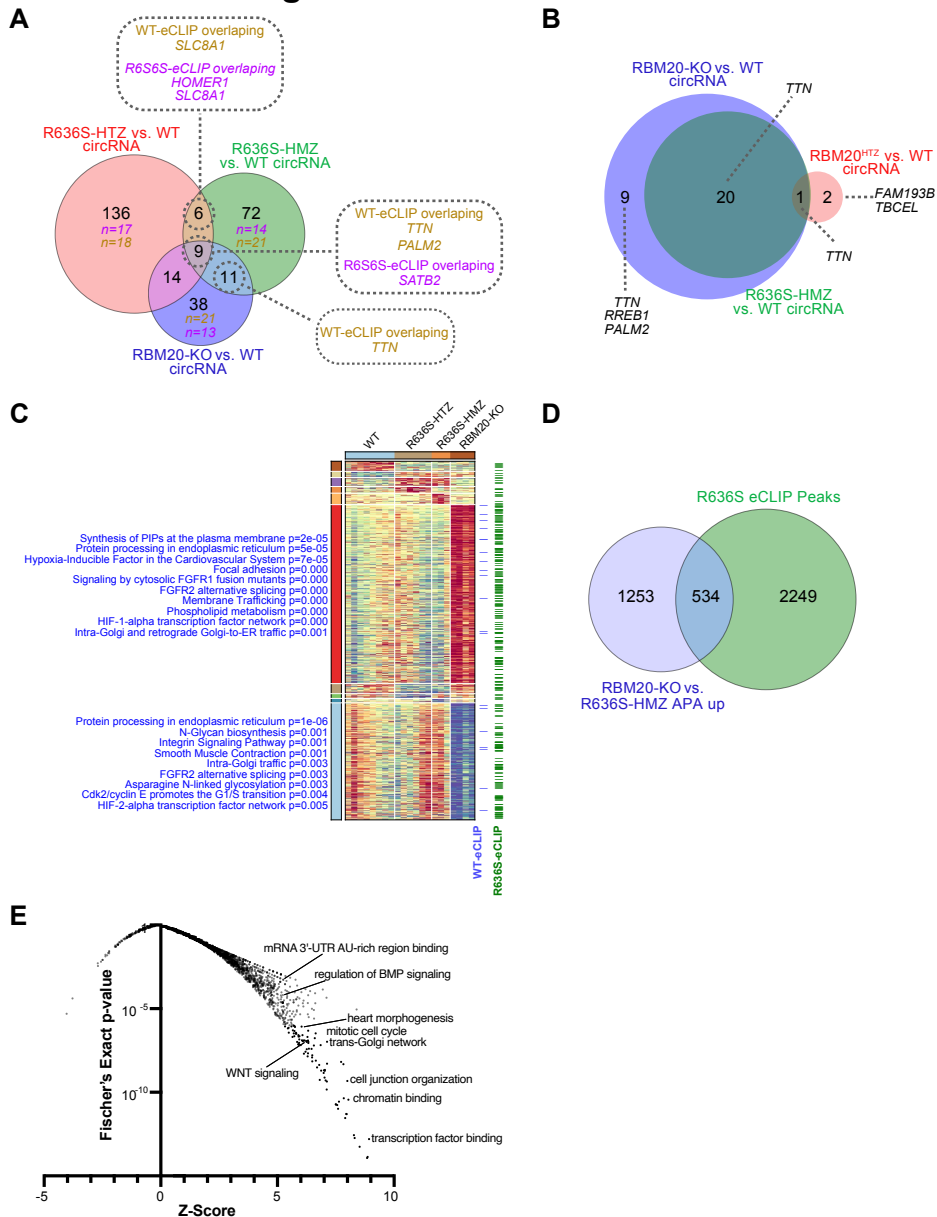 A
WT-eCLIP overlaping
SLC8A1
R6S6S-eCLIP overlapping
HOMER1
SLC8A1
R636S-HTZ vs. WT
circRNA
R636S-HMZ
vs. WT circRNA
136
n=17
n=18
6
72
n=14
n=21
9
14
11
38
n=21
n=13
RBM20-KO vs. WT
circRNA
WT-eCLIP overlaping
TTN
PALM2
R6S6S-eCLIP overlapping
SATB2
WT-eCLIP overlaping
TTN
B
RBM20-KO vs. WT
circRNA
TTN
RBM20HTZ vs. WT
circRNA
9
20
1
2
FAM193B
TBCEL
TTN
TTN
RREB1
PALM2
R636S-HMZ
vs. WT circRNA
C
WT
R636S-HTZ
R636S-HMZ
RBM20-KO
Synthesis of PIPs at the plasma membrane p=2e-05
Protein processing in endoplasmic reticulum p=5e-05
Hypoxia-Inducible Factor in the Cardiovascular System p=7e-05
Focal adhesion p=0.000
Signaling by cytosolic FGFR1 fusion mutants p=0.000
FGFR2 alternative splicing p=0.000
Membrane Trafficking p=0.000
Phospholipid metabolism p=0.000
HIF-1-alpha transcription factor network p=0.000
Intra-Golgi and retrograde Golgi-to-ER traffic p=0.001
Protein processing in endoplasmic reticulum p=1e-06
N-Glycan biosynthesis p=0.001
Integrin Signaling Pathway p=0.001
Smooth Muscle Contraction p=0.001
Intra-Golgi traffic p=0.003
FGFR2 alternative splicing p=0.003
Asparagine N-linked glycosylation p=0.003
Cdk2/cyclin E promotes the G1/S transition p=0.004
HIF-2-alpha transcription factor network p=0.005
WT-eCLIP
R636S-eCLIP
D
R636S eCLIP Peaks
1253
534
2249
RBM20-KO vs.
R636S-HMZ APA up
E
Fischer's Exact p-value
10-5
10-10
mRNA 3'-UTR AU-rich region binding
regulation of BMP signaling
heart morphogenesis
mitotic cell cycle
trans-Golgi network
WNT signaling
cell junction organization
chromatin binding
transcription factor binding
-5
0
5
10
Z-Score